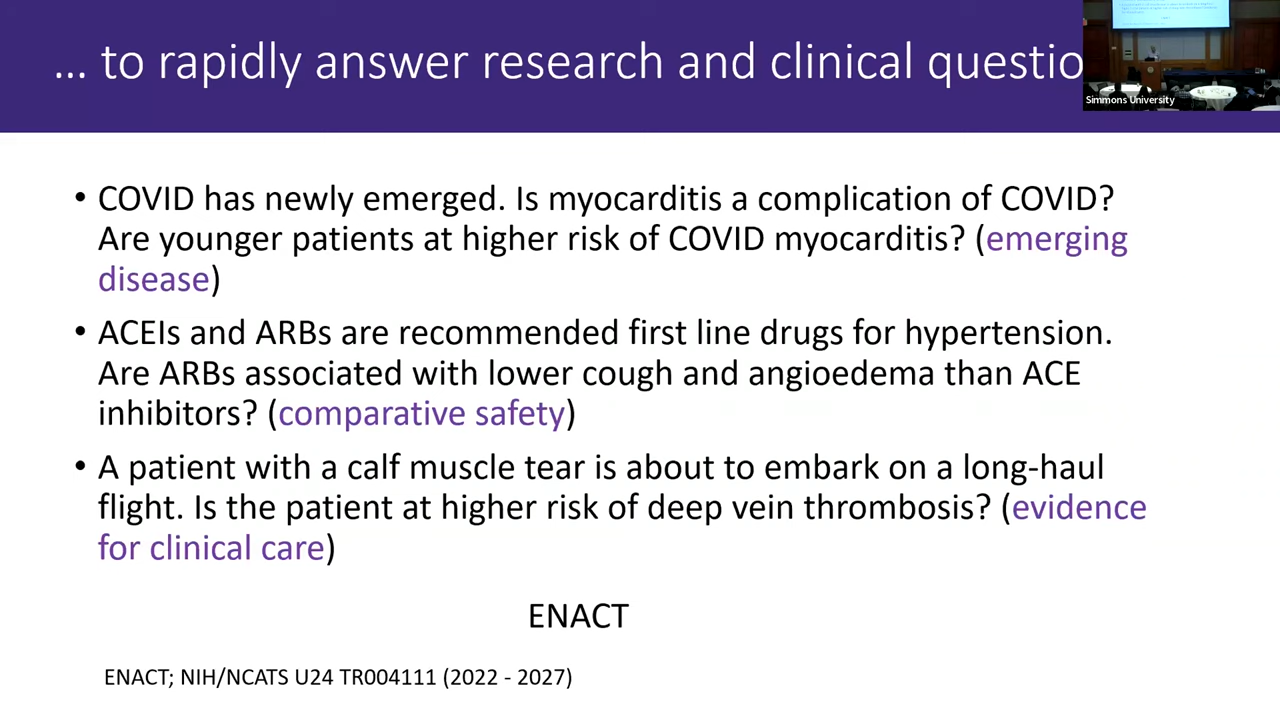 ... to rapidly answer research and clinical questio
Simmons University
• COVID has newly emerged. Is myocarditis a complication of COVID?
Are younger patients at higher risk of COVID myocarditis? (emerging
disease)
• ACEIs and ARBs are recommended first line drugs for hypertension.
Are ARBs associated with lower cough and angioedema than ACE
inhibitors? (comparative safety)
• A patient with a calf muscle tear is about to embark on a long-haul
flight. Is the patient at higher risk of deep vein thrombosis? (evidence
for clinical care)
ENACT
ENACT; NIH/NCATS U24 TR004111 (2022 - 2027)